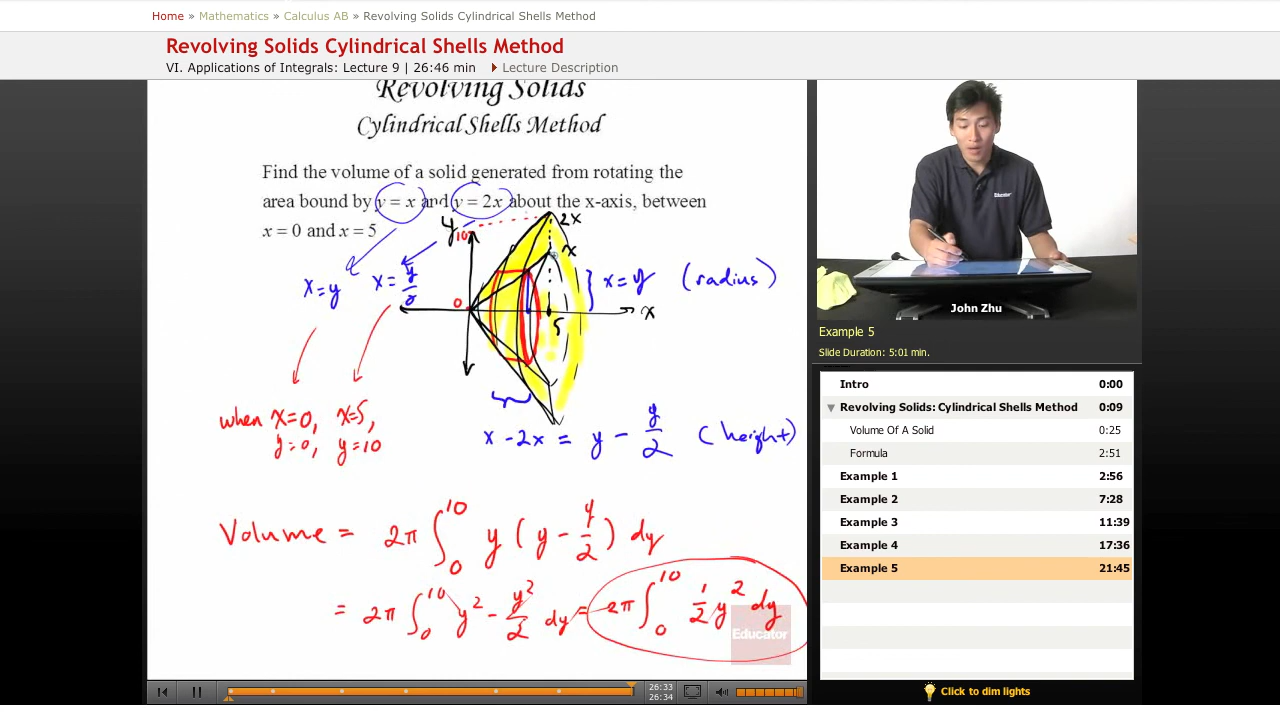 Home » Mathematics » Calculus AB » Revolving Solids Cylindrical Shells Method
Revolving Solids Cylindrical Shells Method
VI. Applications of Integrals: Lecture 9 | 26:46 min Lecture Description
Revolving Solids
Cylindrical Shells Method
Find the volume of a solid generated from rotating the
area bound by y = x and y = 2x about the x-axis, between
x = 0 and x = 5
y
10
2x
x
x = y
x = y/2
0
5
x
x = y (radius)
when x=0, x=5,
y=0, y=10
x - 2x = y - y/2 (height)
Volume = 2π ∫₀¹⁰ y ( y - y/2 ) dy
= 2π ∫₀¹⁰ y² - y²/2 dy = 2π ∫₀¹⁰ 1/2 y² dy
Educator
Educator
John Zhu
Example 5
Slide Duration: 5:01 min.
Intro 0:00
Revolving Solids: Cylindrical Shells Method 0:09
Volume Of A Solid 0:25
Formula 2:51
Example 1 2:56
Example 2 7:28
Example 3 11:39
Example 4 17:36
Example 5 21:45
26:33
26:34
Click to dim lights